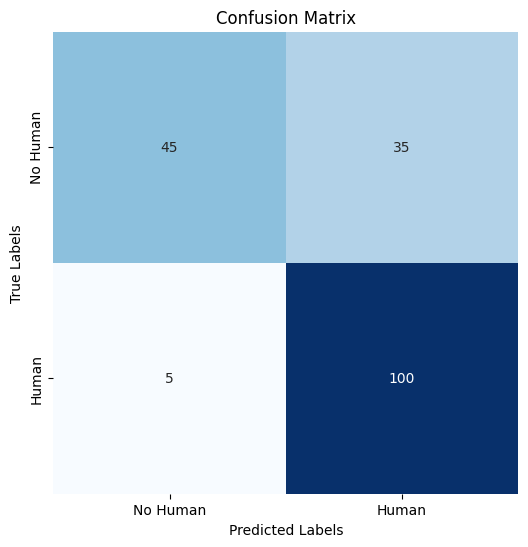 Confusion Matrix
No Human
45
35
True Labels
Human
5
100
No Human
Human
Predicted Labels